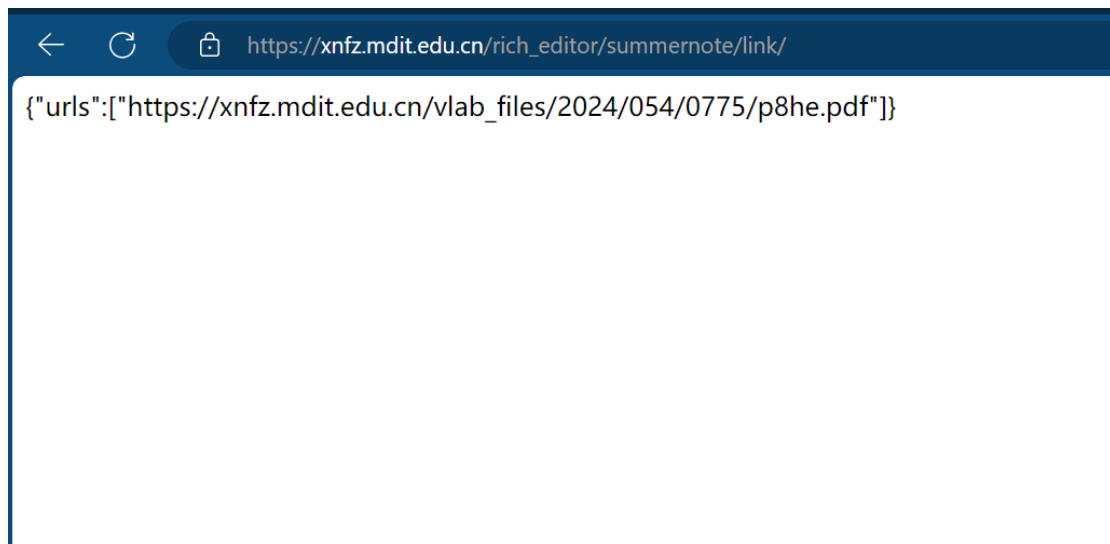 https://xnfz.mdit.edu.cn/rich_editor/summernote/link/
{"urls":["https://xnfz.mdit.edu.cn/vlab_files/2024/054/0775/p8he.pdf"]}